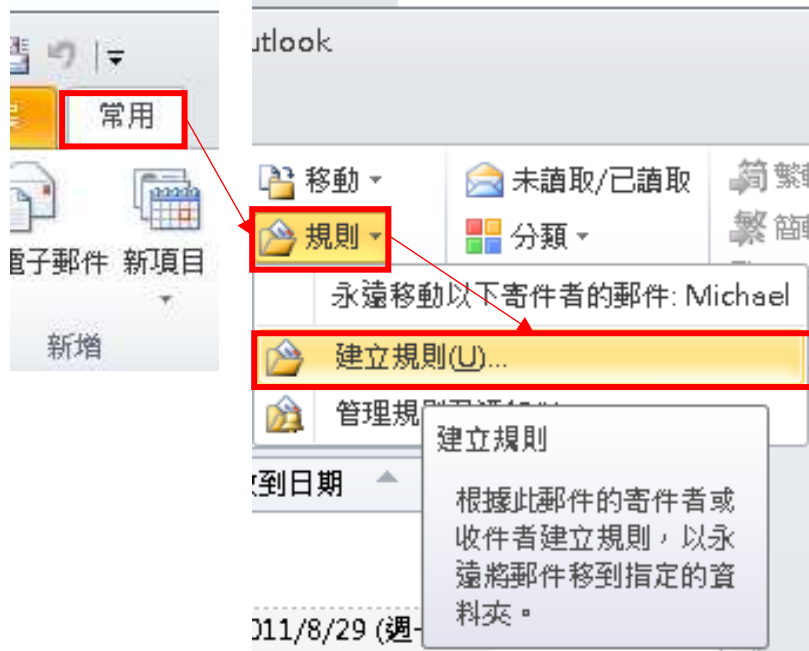 常用
電子郵件 新項目
新增
utlook
移動
未讀取/已讀取
簡 繁
規則
分類
繁 簡
永遠移動以下寄件者的郵件: Michael
建立規則(U)...
管理規
建立規則
根據此郵件的寄件者或
收件者建立規則，以永
遠將郵件移到指定的資
料夾。
到日期
011/8/29 (週